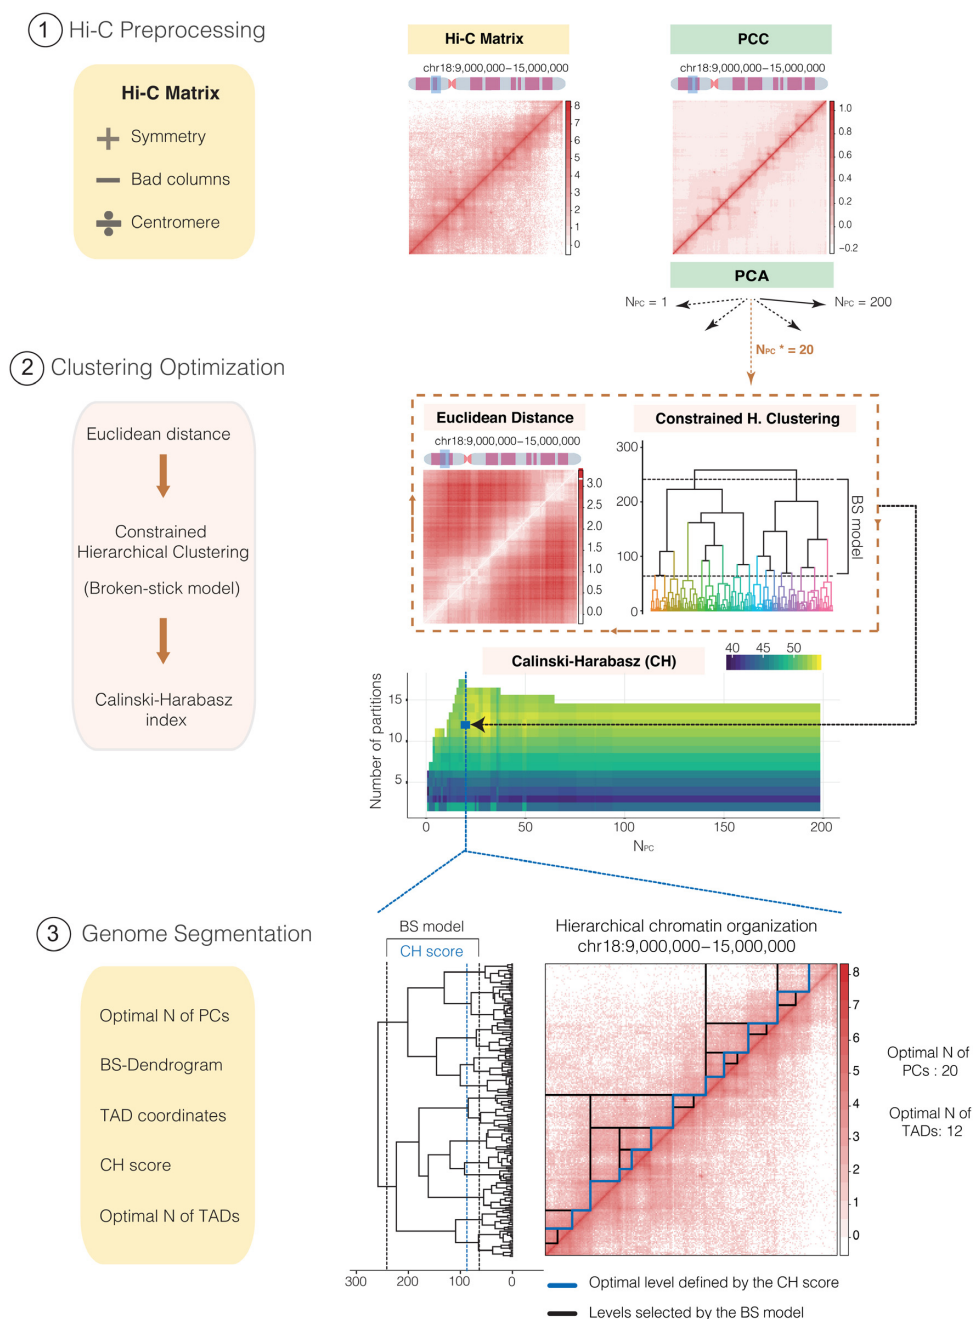 1 Hi-C Preprocessing
Hi-C Matrix
Symmetry
Bad columns
Centromere
Hi-C Matrix
chr18:9,000,000–15,000,000
8
7
6
5
4
3
2
1
0
PCC
chr18:9,000,000–15,000,000
1.0
0.8
0.6
0.4
0.2
0.0
−0.2
PCA
NPC = 1
NPC = 200
NPC * = 20
2 Clustering Optimization
Euclidean distance
Constrained
Hierarchical Clustering
(Broken-stick model)
Calinski-Harabasz
index
Euclidean Distance
chr18:9,000,000–15,000,000
3.0
2.5
2.0
1.5
1.0
0.5
0.0
Constrained H. Clustering
300
200
100
0
BS model
Calinski-Harabasz (CH)
40 45 50
Number of partitions
15
10
5
0 50 100 150 200
NPC
3 Genome Segmentation
Optimal N of PCs
BS-Dendrogram
TAD coordinates
CH score
Optimal N of TADs
BS model
CH score
300 200 100 0
Hierarchical chromatin organization
chr18:9,000,000–15,000,000
8
7
6
5
4
3
2
1
0
Optimal N of
PCs : 20
Optimal N of
TADs: 12
Optimal level defined by the CH score
Levels selected by the BS model